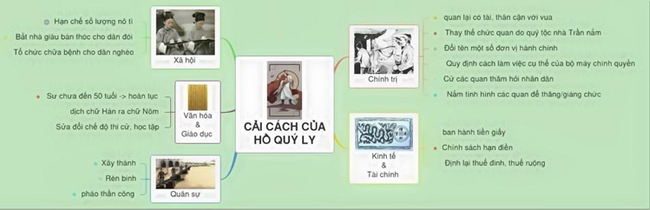 Hạn chế số lượng nô tì
Bắt nhà giàu bán thóc cho dân đói
Tổ chức chữa bệnh cho dân nghèo
Xã hội
Sư chưa đến 50 tuổi -> hoàn tục
dịch chữ Hán ra chữ Nôm
Sửa đổi chế độ thi cử, học tập
Văn hóa
&
Giáo dục
Xây thành
Rèn binh
pháo thần công
Quân sự
CẢI CÁCH CỦA
HỒ QUÝ LY
quan lại có tài, thân cận với vua
Thay thế chức quan do quý tộc nhà Trần nắm
Đổi tên một số đơn vị hành chính
Quy định cách làm việc cụ thể của bộ máy chính quyền
Cử các quan thăm hỏi nhân dân
Nắm tình hình các quan để thăng/giáng chức
Chính trị
ban hành tiền giấy
Chính sách hạn điền
Định lại thuế đinh, thuế ruộng
Kinh tế
&
Tài chính